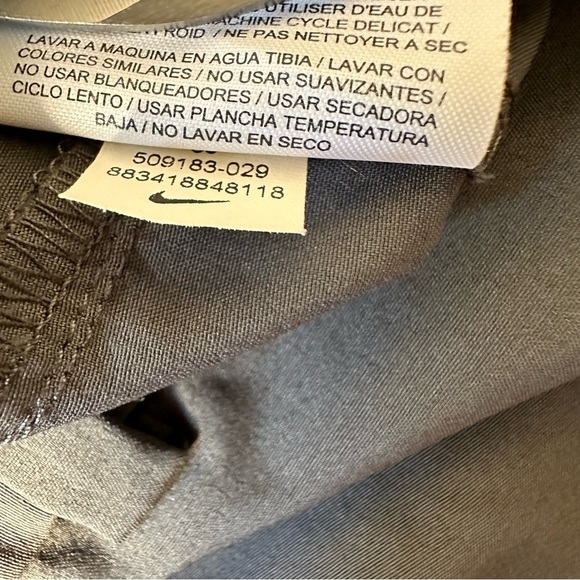 UTILISER D'EAU DE
MACHINE CYCLE DELICAT /
ROID / NE PAS NETTOYER A SEC
LAVAR A MAQUINA EN AGUA TIBIA / LAVAR CON
COLORES SIMILARES / NO USAR SUAVIZANTES /
NO USAR BLANQUEADORES / USAR SECADORA
CICLO LENTO / USAR PLANCHA TEMPERATURA
BAJA / NO LAVAR EN SECO
509183-029
883418848118